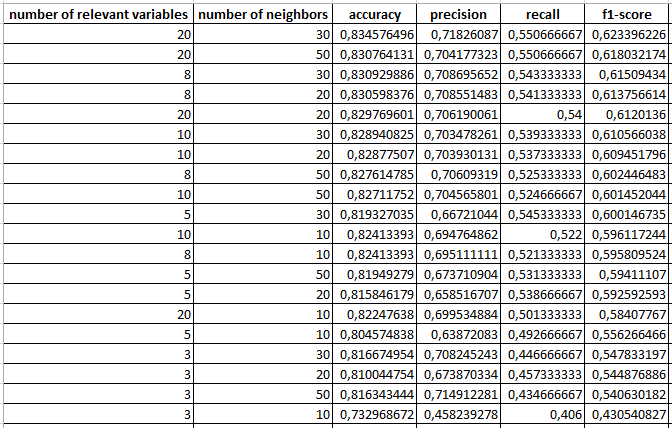 number of relevant variables number of neighbors accuracy precision recall f1-score
20 30 0,834576496 0,71826087 0,550666667 0,623396226
20 50 0,830764131 0,704177323 0,550666667 0,618032174
8 30 0,830929886 0,708695652 0,543333333 0,61509434
8 20 0,830598376 0,708551483 0,541333333 0,613756614
20 20 0,829769601 0,706190061 0,54 0,6120136
10 30 0,828940825 0,703478261 0,539333333 0,610566038
10 20 0,82877507 0,703930131 0,537333333 0,609451796
8 50 0,827614785 0,70609319 0,525333333 0,602446483
10 50 0,82711752 0,704565801 0,524666667 0,601452044
5 30 0,819327035 0,66721044 0,545333333 0,600146735
10 10 0,82413393 0,694764862 0,522 0,596117244
8 10 0,82413393 0,695111111 0,521333333 0,595809524
5 50 0,81949279 0,673710904 0,531333333 0,59411107
5 20 0,815846179 0,658516707 0,538666667 0,592592593
20 10 0,82247638 0,699534884 0,501333333 0,58407767
5 10 0,804574838 0,63872083 0,492666667 0,556266466
3 30 0,816674954 0,708245243 0,446666667 0,547833197
3 20 0,810044754 0,673870334 0,457333333 0,544876886
3 50 0,816343444 0,714912281 0,434666667 0,540630182
3 10 0,732968672 0,458239278 0,406 0,430540827